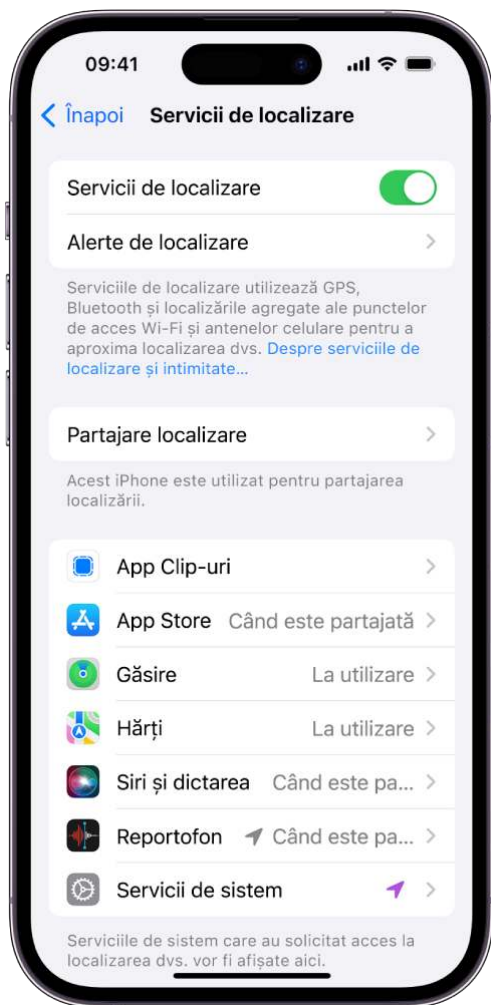 09:41
Înapoi Servicii de localizare
Servicii de localizare
Alerte de localizare
Serviciile de localizare utilizează GPS,
Bluetooth și localizările agregate ale punctelor
de acces Wi-Fi și antenelor celulare pentru a
aproxima localizarea dvs. Despre serviciile de
localizare și intimitate...
Partajare localizare
Acest iPhone este utilizat pentru partajarea
localizării.
App Clip-uri
App Store Când este partajată
Găsire La utilizare
Hărți La utilizare
Siri și dictarea Când este pa...
Reportofon Când este pa...
Servicii de sistem
Serviciile de sistem care au solicitat acces la
localizarea dvs. vor fi afișate aici.